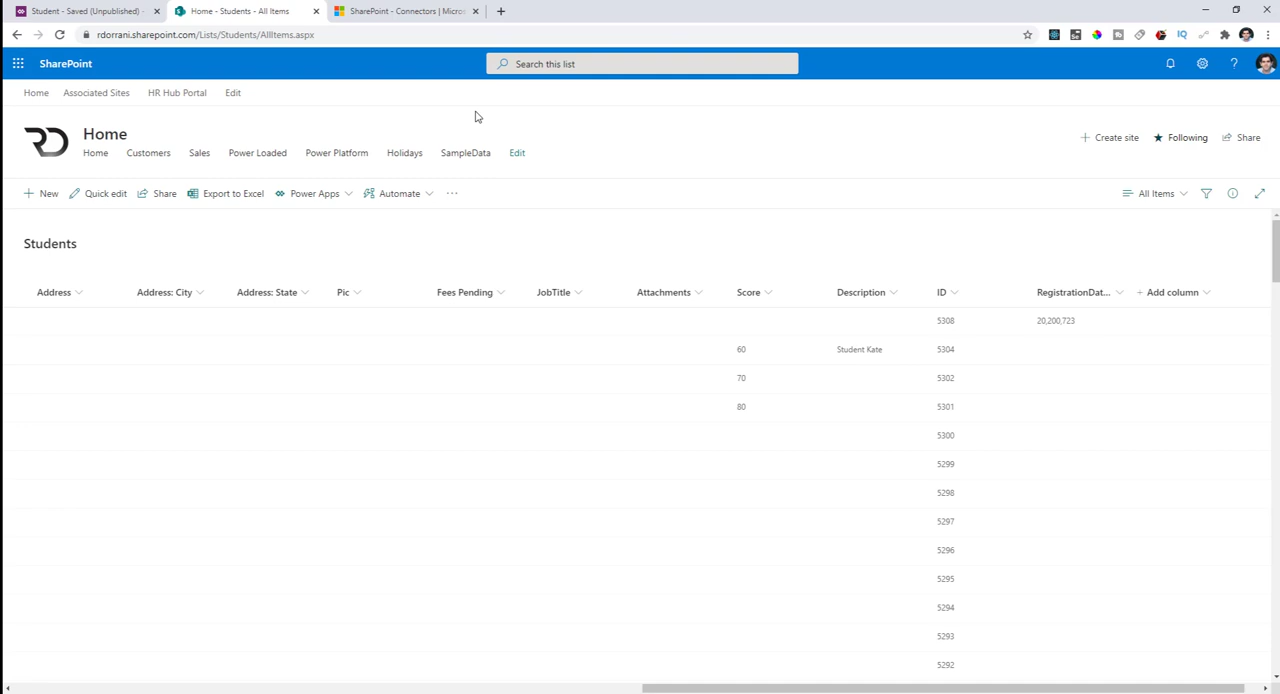 Student - Saved (Unpublished) -
Home - Students - All Items
SharePoint - Connectors | Micros
rdorrani.sharepoint.com/Lists/Students/AllItems.aspx
SharePoint
Search this list
Home Associated Sites HR Hub Portal Edit
RD
Home
Home Customers Sales Power Loaded Power Platform Holidays SampleData Edit
Create site Following Share
New Quick edit Share Export to Excel Power Apps Automate ...
All Items
Students
Address Address: City Address: State Pic Fees Pending JobTitle Attachments Score Description ID RegistrationDat... + Add column
5308 20,200,723
60 Student Kate 5304
70 5302
80 5301
5300
5299
5298
5297
5296
5295
5294
5293
5292